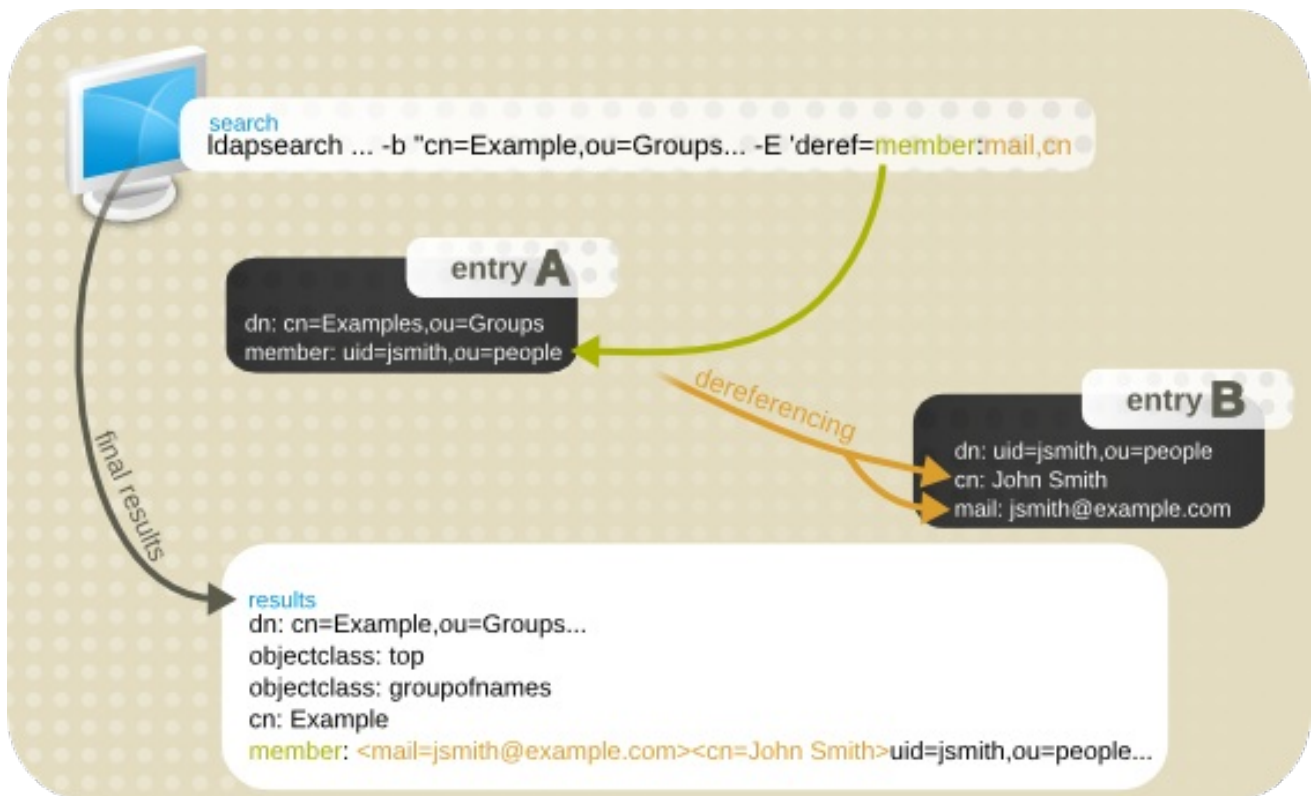 search
ldapsearch ... -b "cn=Example,ou=Groups... -E 'deref=member:mail,cn
entry A
dn: cn=Examples,ou=Groups
member: uid=jsmith,ou=people
dereferencing
entry B
dn: uid=jsmith,ou=people
cn: John Smith
mail: jsmith@example.com
final results
results
dn: cn=Example,ou=Groups...
objectclass: top
objectclass: groupofnames
cn: Example
member: <mail=jsmith@example.com><cn=John Smith>uid=jsmith,ou=people...